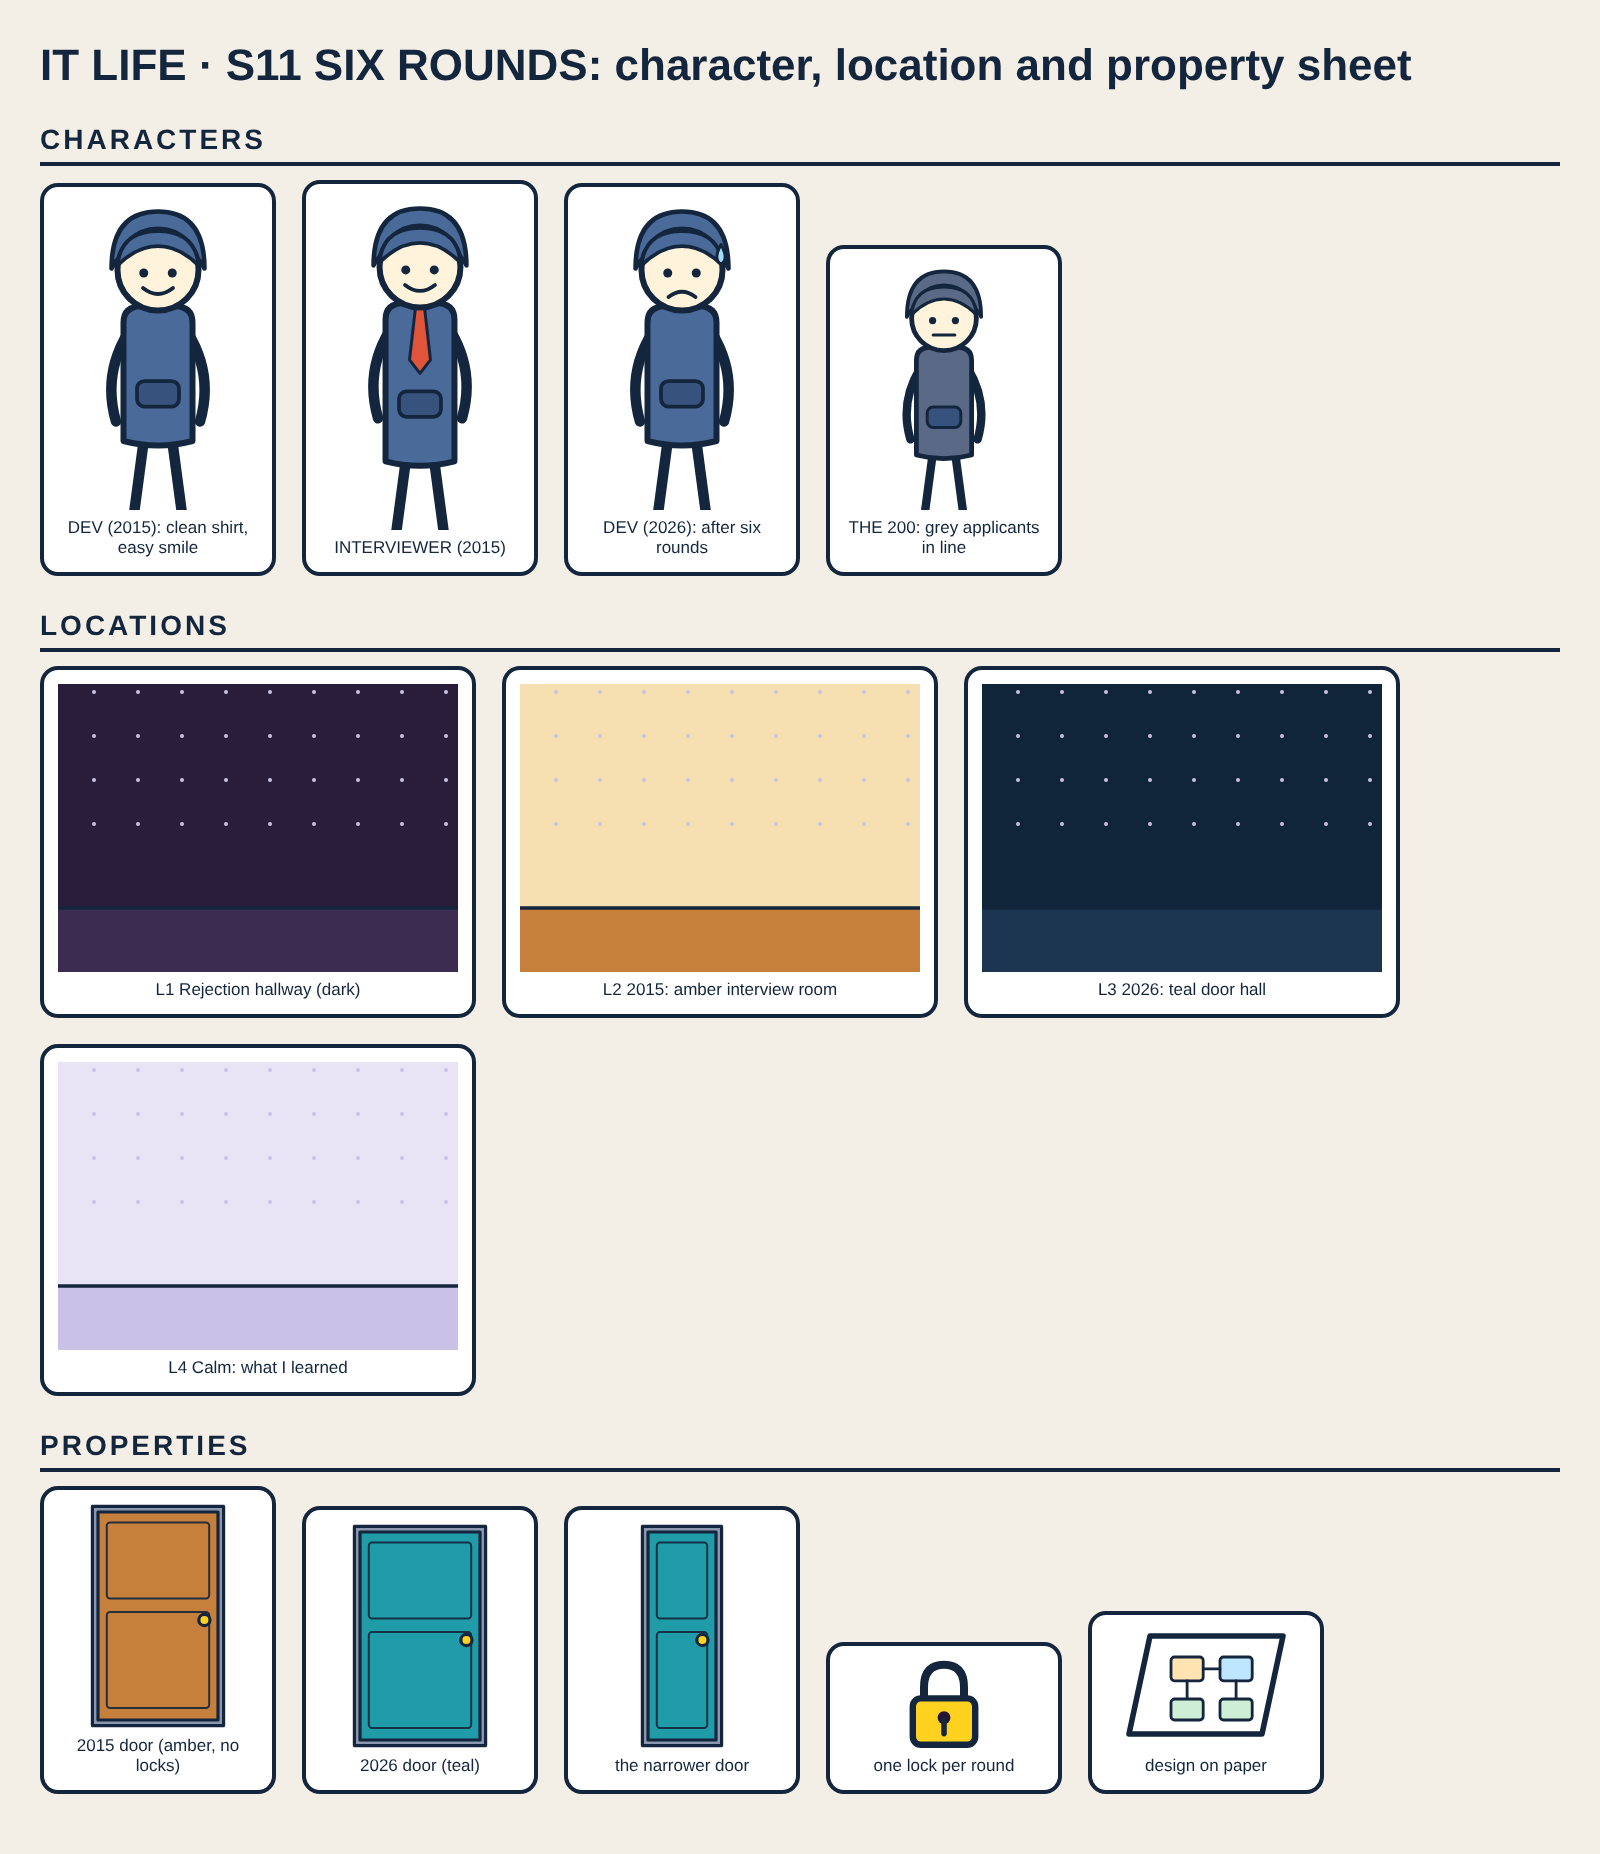 IT LIFE · S11 SIX ROUNDS: character, location and property sheet
CHARACTERS
DEV (2015): clean shirt,
easy smile
INTERVIEWER (2015)
DEV (2026): after six
rounds
THE 200: grey applicants
in line
LOCATIONS
L1 Rejection hallway (dark)
L2 2015: amber interview room
L3 2026: teal door hall
L4 Calm: what I learned
PROPERTIES
2015 door (amber, no
locks)
2026 door (teal)
the narrower door
one lock per round
design on paper